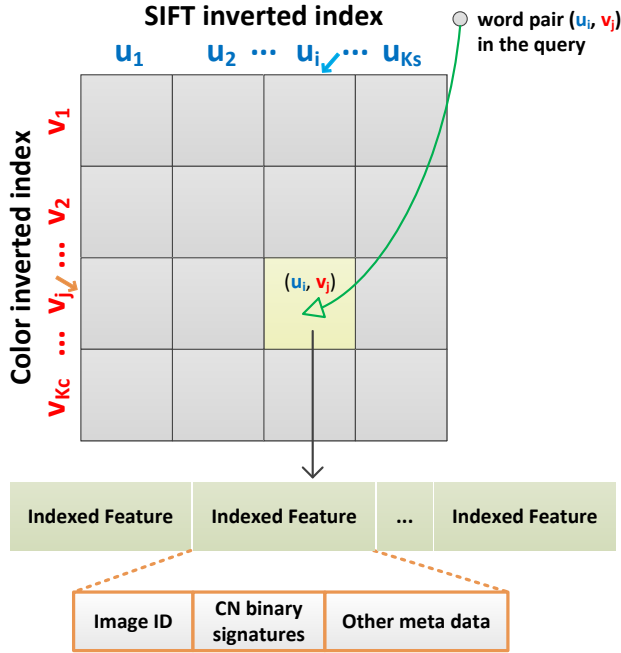 SIFT inverted index
u1 u2 ... ui ... uKs
word pair (ui, vj)
in the query
Color inverted index
v1 v2 ... vj ... vKc
(ui, vj)
Indexed Feature Indexed Feature ... Indexed Feature
Image ID
CN binary
signatures
Other meta data